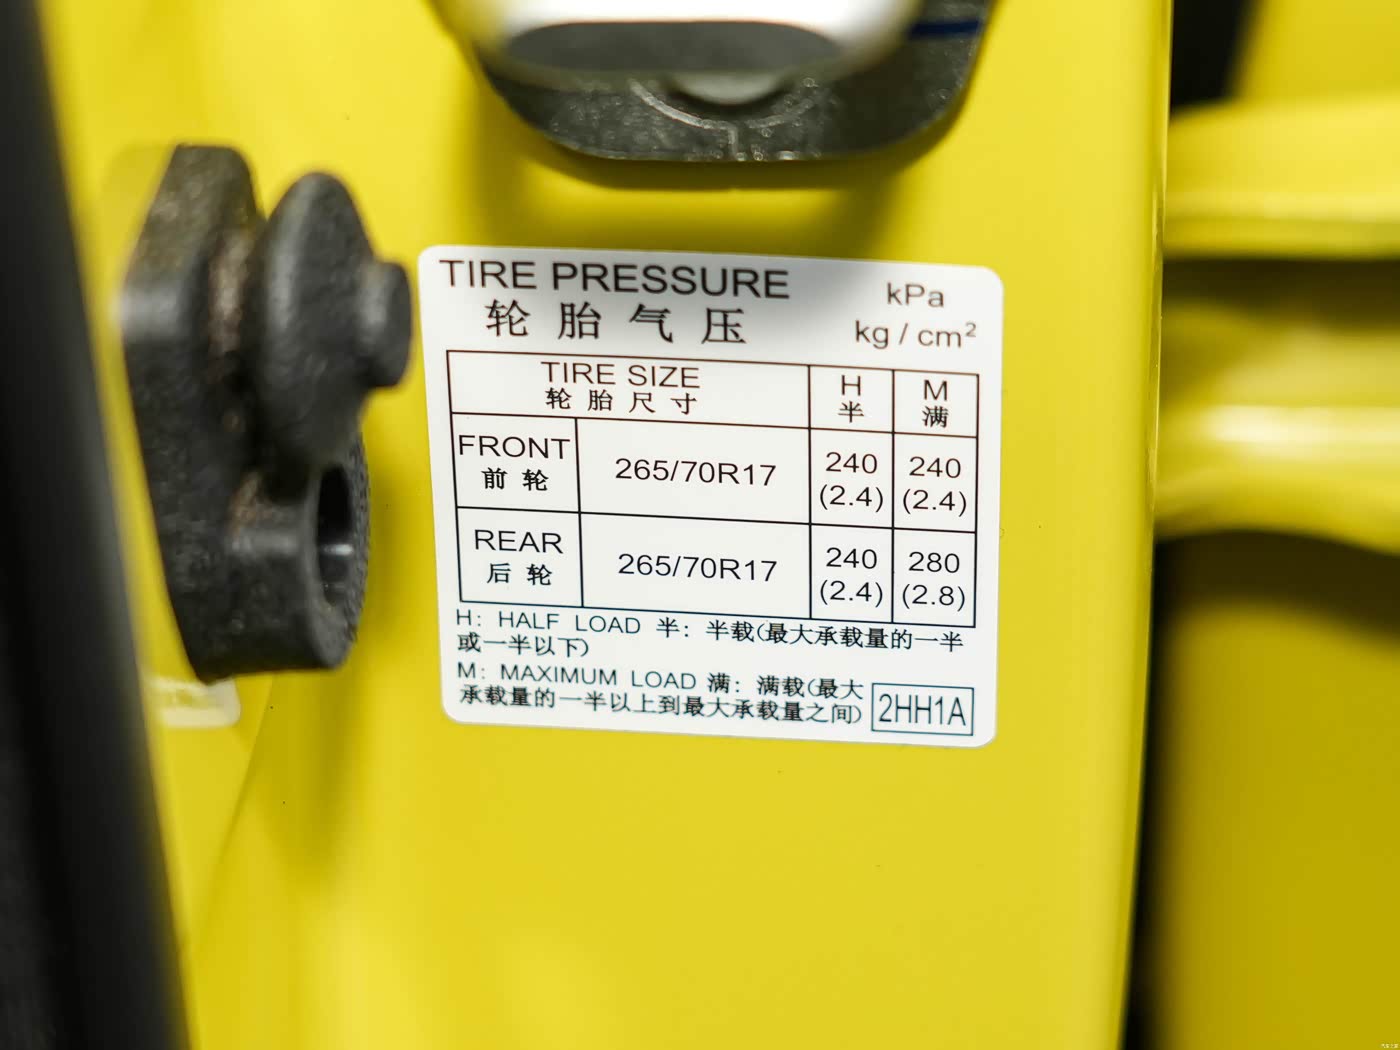 TIRE PRESSURE
轮胎气压
kPa
kg / cm²
TIRE SIZE
轮胎尺寸
H
半
M
满
FRONT
前轮
265/70R17
240
(2.4)
240
(2.4)
REAR
后轮
265/70R17
240
(2.4)
280
(2.8)
H: HALF LOAD 半: 半载(最大承载量的一半
或一半以下)
M: MAXIMUM LOAD 满: 满载(最大
承载量的一半以上到最大承载量之间)
2HH1A